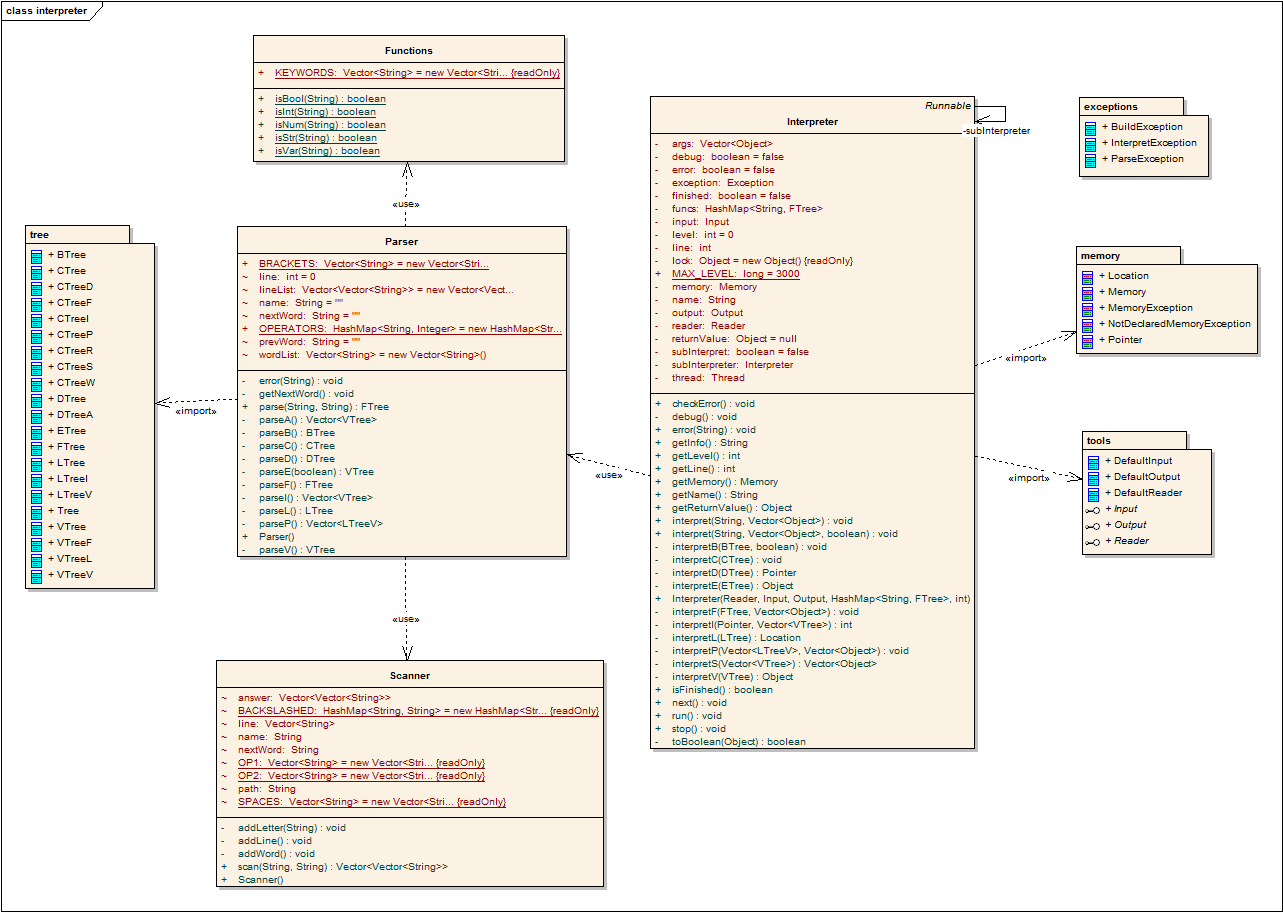 class interpreter
Functions
+ KEYWORDS: Vector<String> = new Vector<Stri... {readOnly}
+ isBool(String) : boolean
+ isInt(String) : boolean
+ isNum(String) : boolean
+ isStr(String) : boolean
+ isVar(String) : boolean
«use»
tree
+ BTree
+ CTree
+ CTreeD
+ CTreeF
+ CTreeI
+ CTreeP
+ CTreeR
+ CTreeS
+ CTreeW
+ DTree
+ DTreeA
+ ETree
+ FTree
+ LTree
+ LTreeI
+ LTreeV
+ Tree
+ VTree
+ VTreeF
+ VTreeL
+ VTreeV
«import»
Parser
+ BRACKETS: Vector<String> = new Vector<Stri...
~ line: int = 0
~ lineList: Vector<Vector<String>> = new Vector<Vect...
~ name: String = ""
~ nextWord: String = ""
+ OPERATORS: HashMap<String, Integer> = new HashMap<Str...
~ prevWord: String = ""
~ wordList: Vector<String> = new Vector<String>()
- error(String) : void
- getNextWord() : void
+ parse(String, String) : FTree
- parseA() : Vector<VTree>
- parseB() : BTree
- parseC() : CTree
- parseD() : DTree
- parseE(boolean) : VTree
- parseF() : FTree
- parseI() : Vector<VTree>
- parseL() : LTree
- parseP() : Vector<LTreeV>
+ Parser()
- parseV() : VTree
«use»
«use»
Scanner
~ answer: Vector<Vector<String>>
~ BACKSLASHED: HashMap<String, String> = new HashMap<Str... {readOnly}
~ line: Vector<String>
~ name: String
~ nextWord: String
~ OP1: Vector<String> = new Vector<Stri... {readOnly}
~ OP2: Vector<String> = new Vector<Stri... {readOnly}
~ path: String
~ SPACES: Vector<String> = new Vector<Stri... {readOnly}
- addLetter(String) : void
- addLine() : void
- addWord() : void
+ scan(String, String) : Vector<Vector<String>>
+ Scanner()
Runnable
Interpreter
-subInterpreter
- args: Vector<Object>
- debug: boolean = false
- error: boolean = false
- exception: Exception
- finished: boolean = false
- funcs: HashMap<String, FTree>
- input: Input
- level: int = 0
- line: int
- lock: Object = new Object() {readOnly}
+ MAX_LEVEL: long = 3000
- memory: Memory
- name: String
- output: Output
- reader: Reader
- returnValue: Object = null
- subInterpret: boolean = false
- subInterpreter: Interpreter
- thread: Thread
+ checkError() : void
- debug() : void
+ error(String) : void
+ getInfo() : String
+ getLevel() : int
+ getLine() : int
+ getMemory() : Memory
+ getName() : String
+ getReturnValue() : Object
+ interpret(String, Vector<Object>) : void
+ interpret(String, Vector<Object>, boolean) : void
- interpretB(BTree, boolean) : void
- interpretC(CTree) : void
- interpretD(DTree) : Pointer
- interpretE(ETree) : Object
+ Interpreter(Reader, Input, Output, HashMap<String, FTree>, int)
- interpretF(FTree, Vector<Object>) : void
- interpretI(Pointer, Vector<VTree>) : int
- interpretL(LTree) : Location
- interpretP(Vector<LTreeV>, Vector<Object>) : void
- interpretS(Vector<VTree>) : Vector<Object>
- interpretV(VTree) : Object
+ isFinished() : boolean
+ next() : void
+ run() : void
+ stop() : void
- toBoolean(Object) : boolean
exceptions
+ BuildException
+ InterpretException
+ ParseException
memory
+ Location
+ Memory
+ MemoryException
+ NotDeclaredMemoryException
+ Pointer
«import»
tools
+ DefaultInput
+ DefaultOutput
+ DefaultReader
+ Input
+ Output
+ Reader
«import»